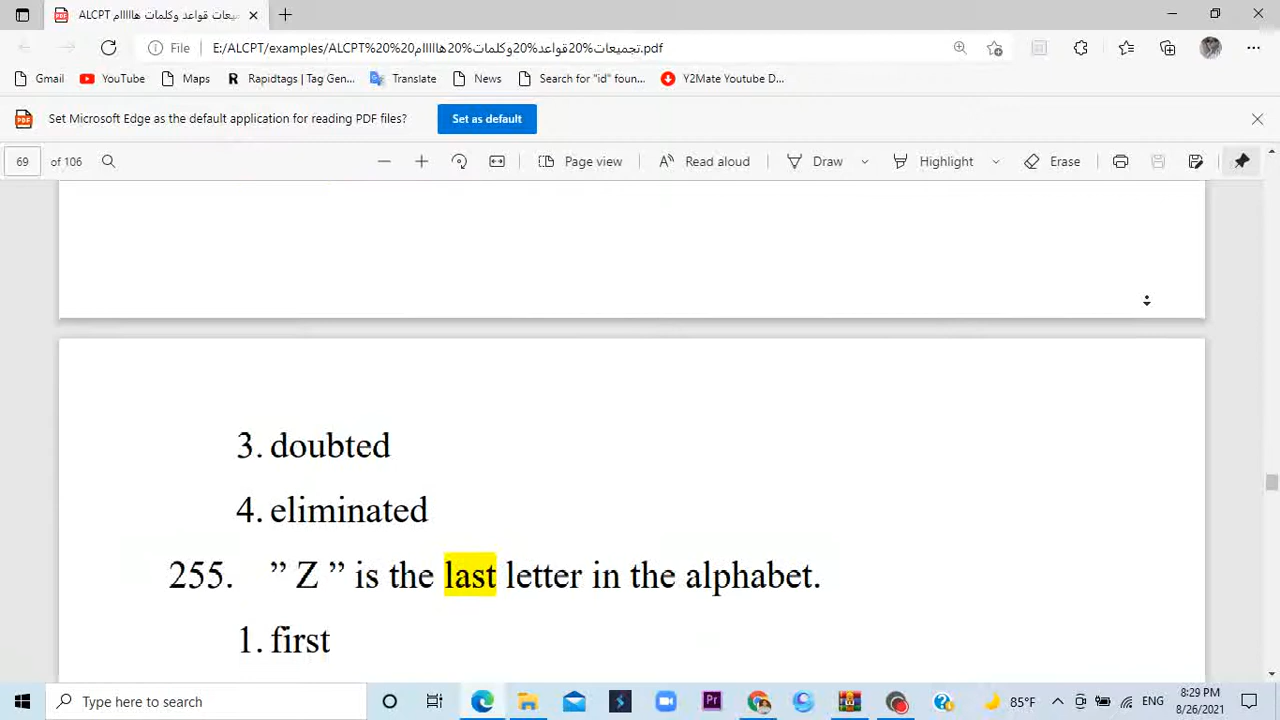 ALCPT تجميعات قواعد وكلمات هااااام
File
E:/ALCPT/examples/ALCPT%20%20تجميعات%20قواعد%20وكلمات%20هااااام.pdf
Gmail YouTube Maps Rapidtags | Tag Gen... Translate News Search for "id" foun... Y2Mate Youtube D...
Set Microsoft Edge as the default application for reading PDF files? Set as default
69 of 106 Page view Read aloud Draw Highlight Erase
3. doubted
4. eliminated
255. ” Z ” is the last letter in the alphabet.
1. first
Type here to search
Pr
85°F
ENG
8:29 PM
8/26/2021